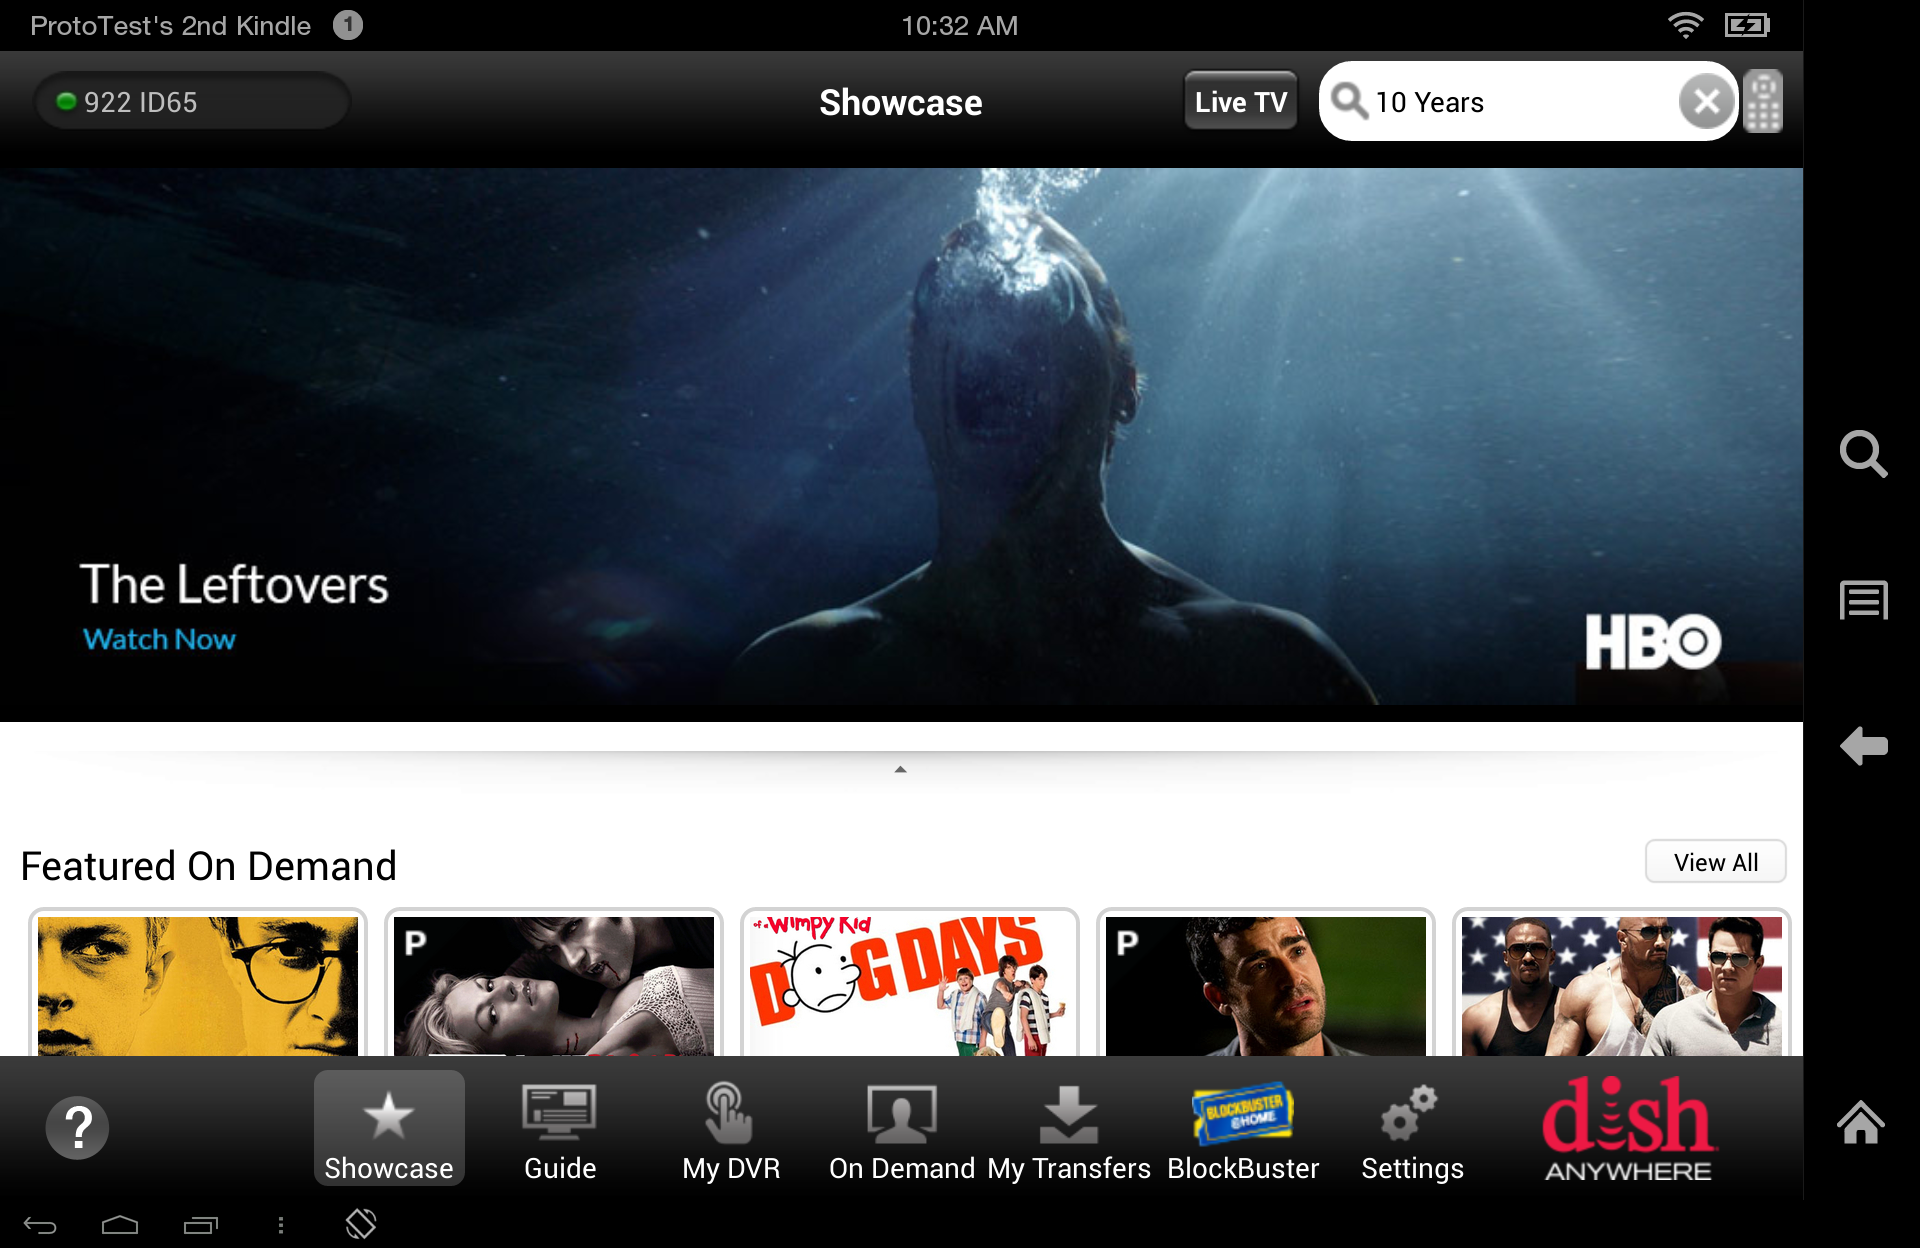 ProtoTest's 2nd Kindle 1
10:32 AM
922 ID65
Showcase
Live TV
10 Years
The Leftovers
Watch Now
HBO
Featured On Demand
View All
P
of a Wimpy Kid
DOG DAYS
P
?
Showcase
Guide
My DVR
On Demand
My Transfers
BLOCKBUSTER
@HOME
BlockBuster
Settings
dish
ANYWHERE